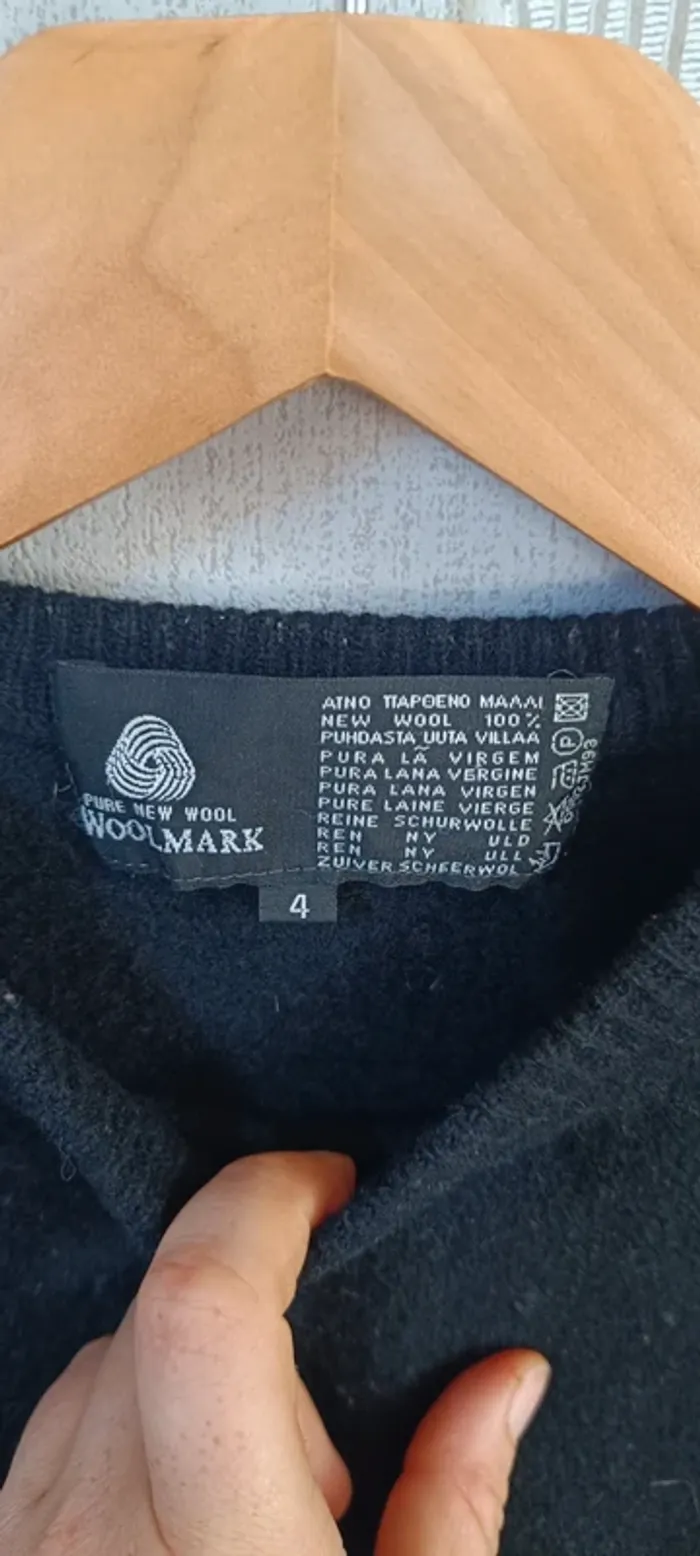 PURE NEW WOOL
WOOLMARK
ΑΓΝΟ ΠΑΡΘΕΝΟ ΜΑΛΛΙ
NEW WOOL 100%
PUHDASTA UUTA VILLAA
PURA LÃ VIRGEM
PURA LANA VERGINE
PURA LANA VIRGEN
PURE LAINE VIERGE
REINE SCHURWOLLE
REN NY ULD
REN NY ULL
ZUIVER SCHEERWOL
P
4